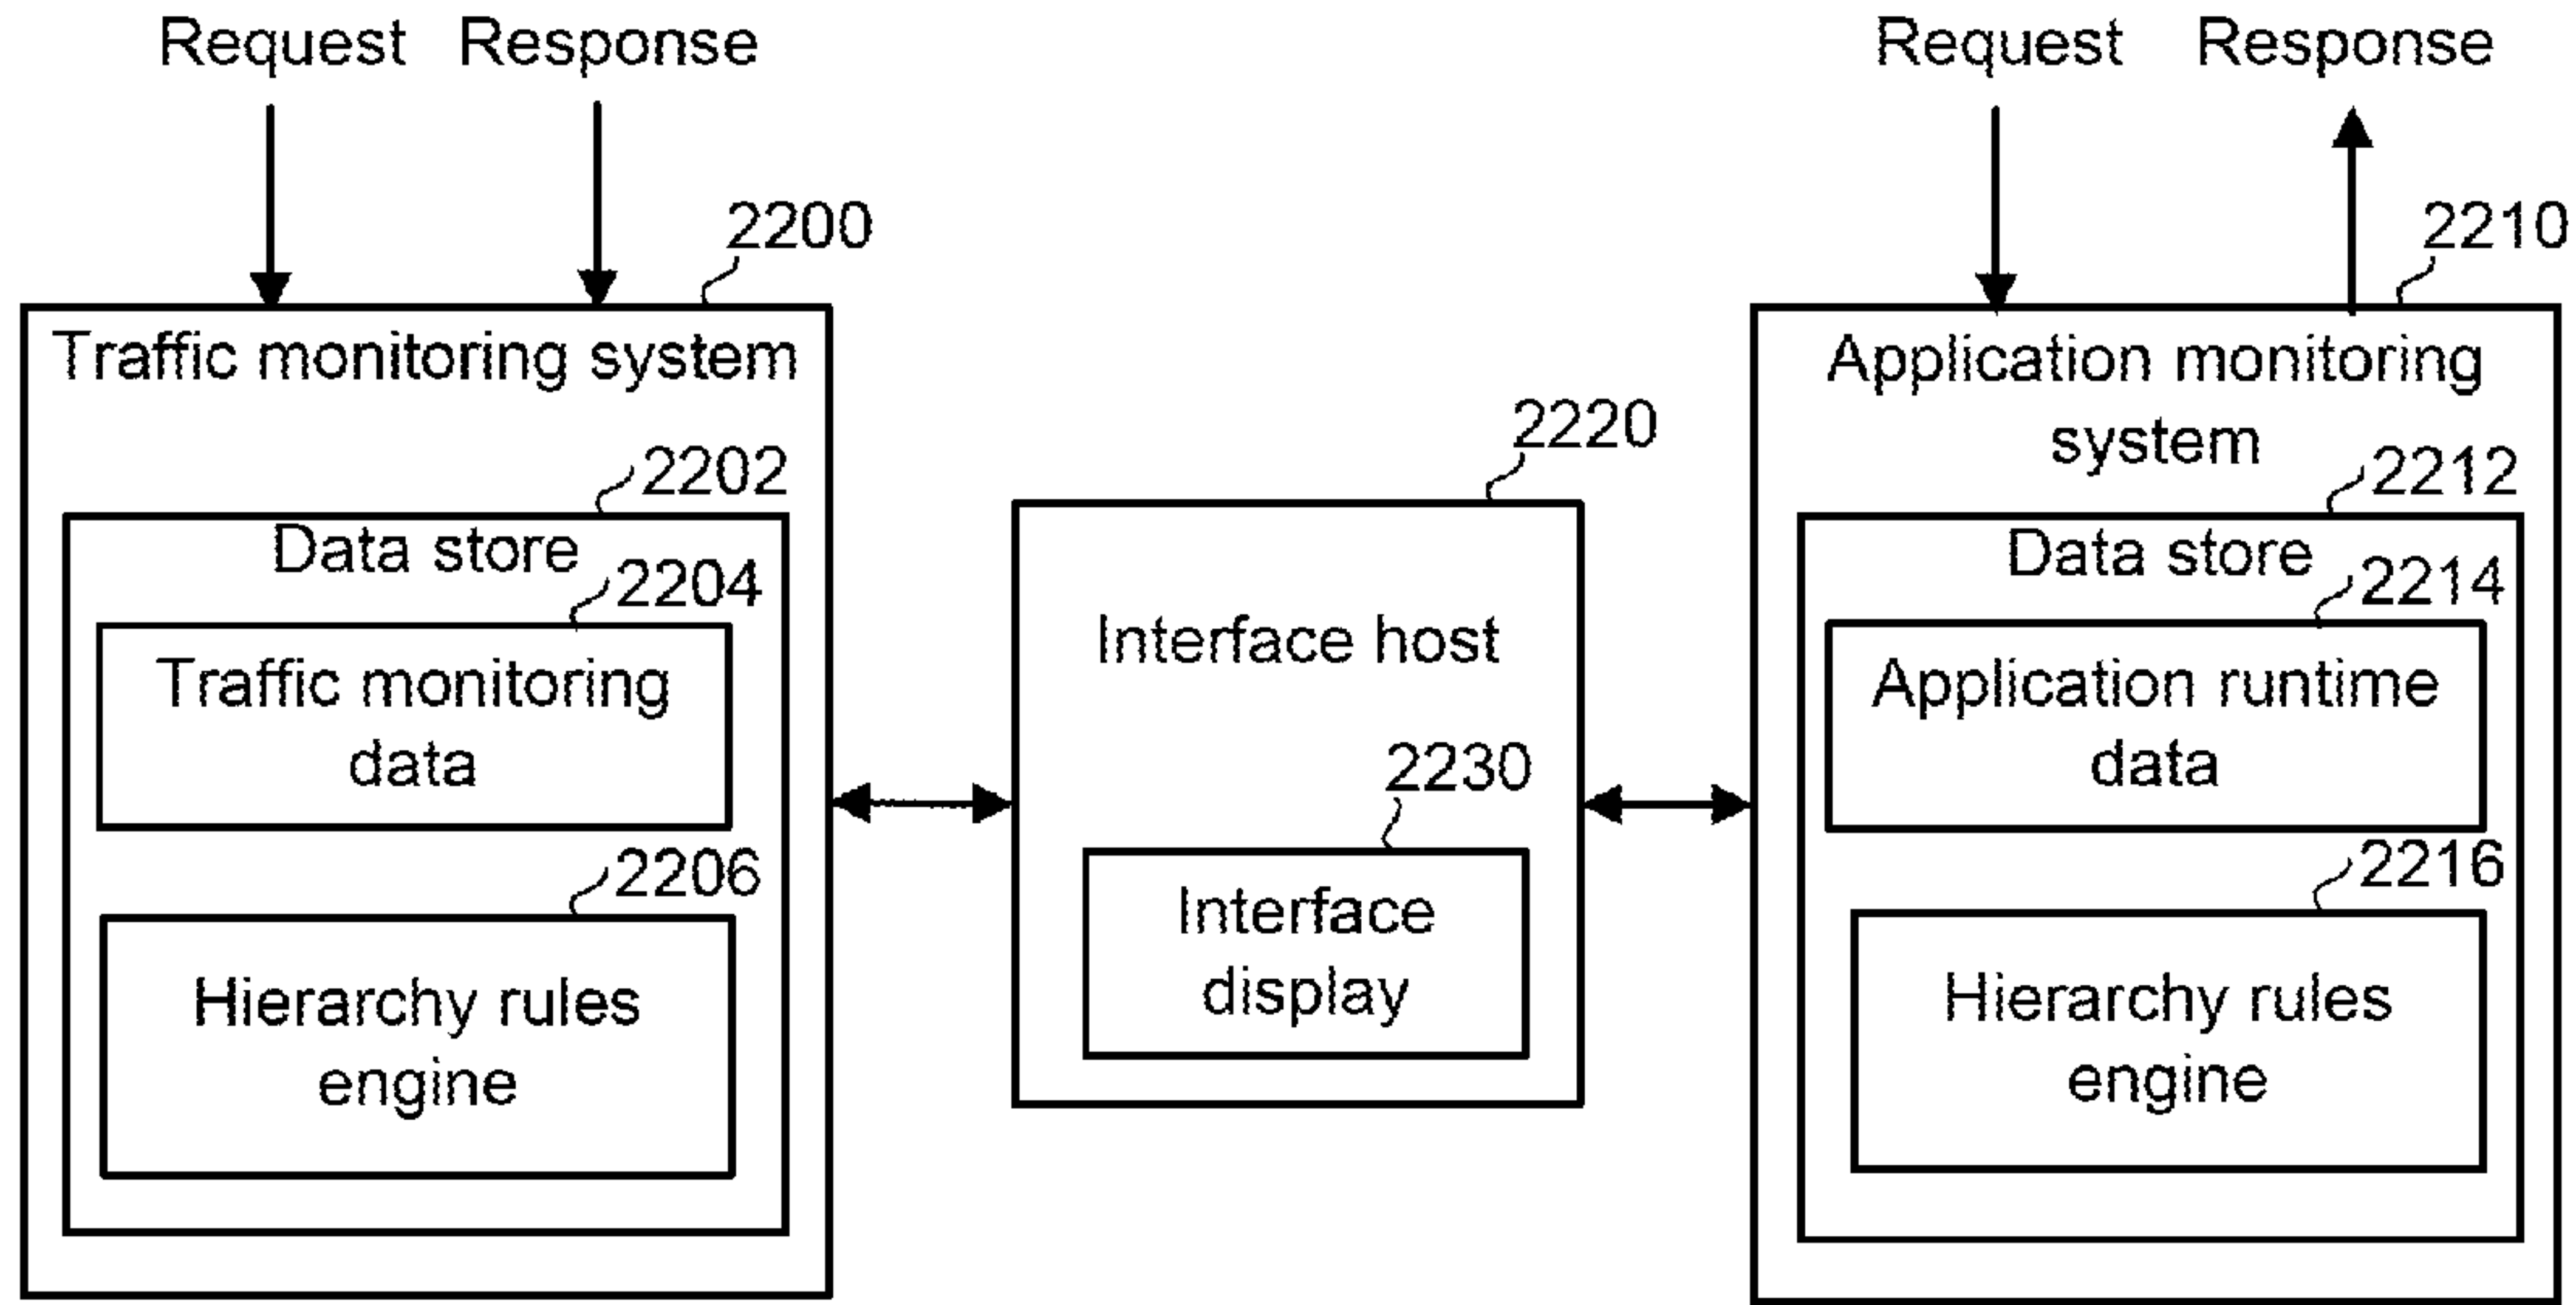 Request Response
2200
Traffic monitoring system
2202
Data store
2204
Traffic monitoring
data
2206
Hierarchy rules
engine
2220
Interface host
2230
Interface
display
Request Response
2210
Application monitoring
system
2212
Data store
2214
Application runtime
data
2216
Hierarchy rules
engine